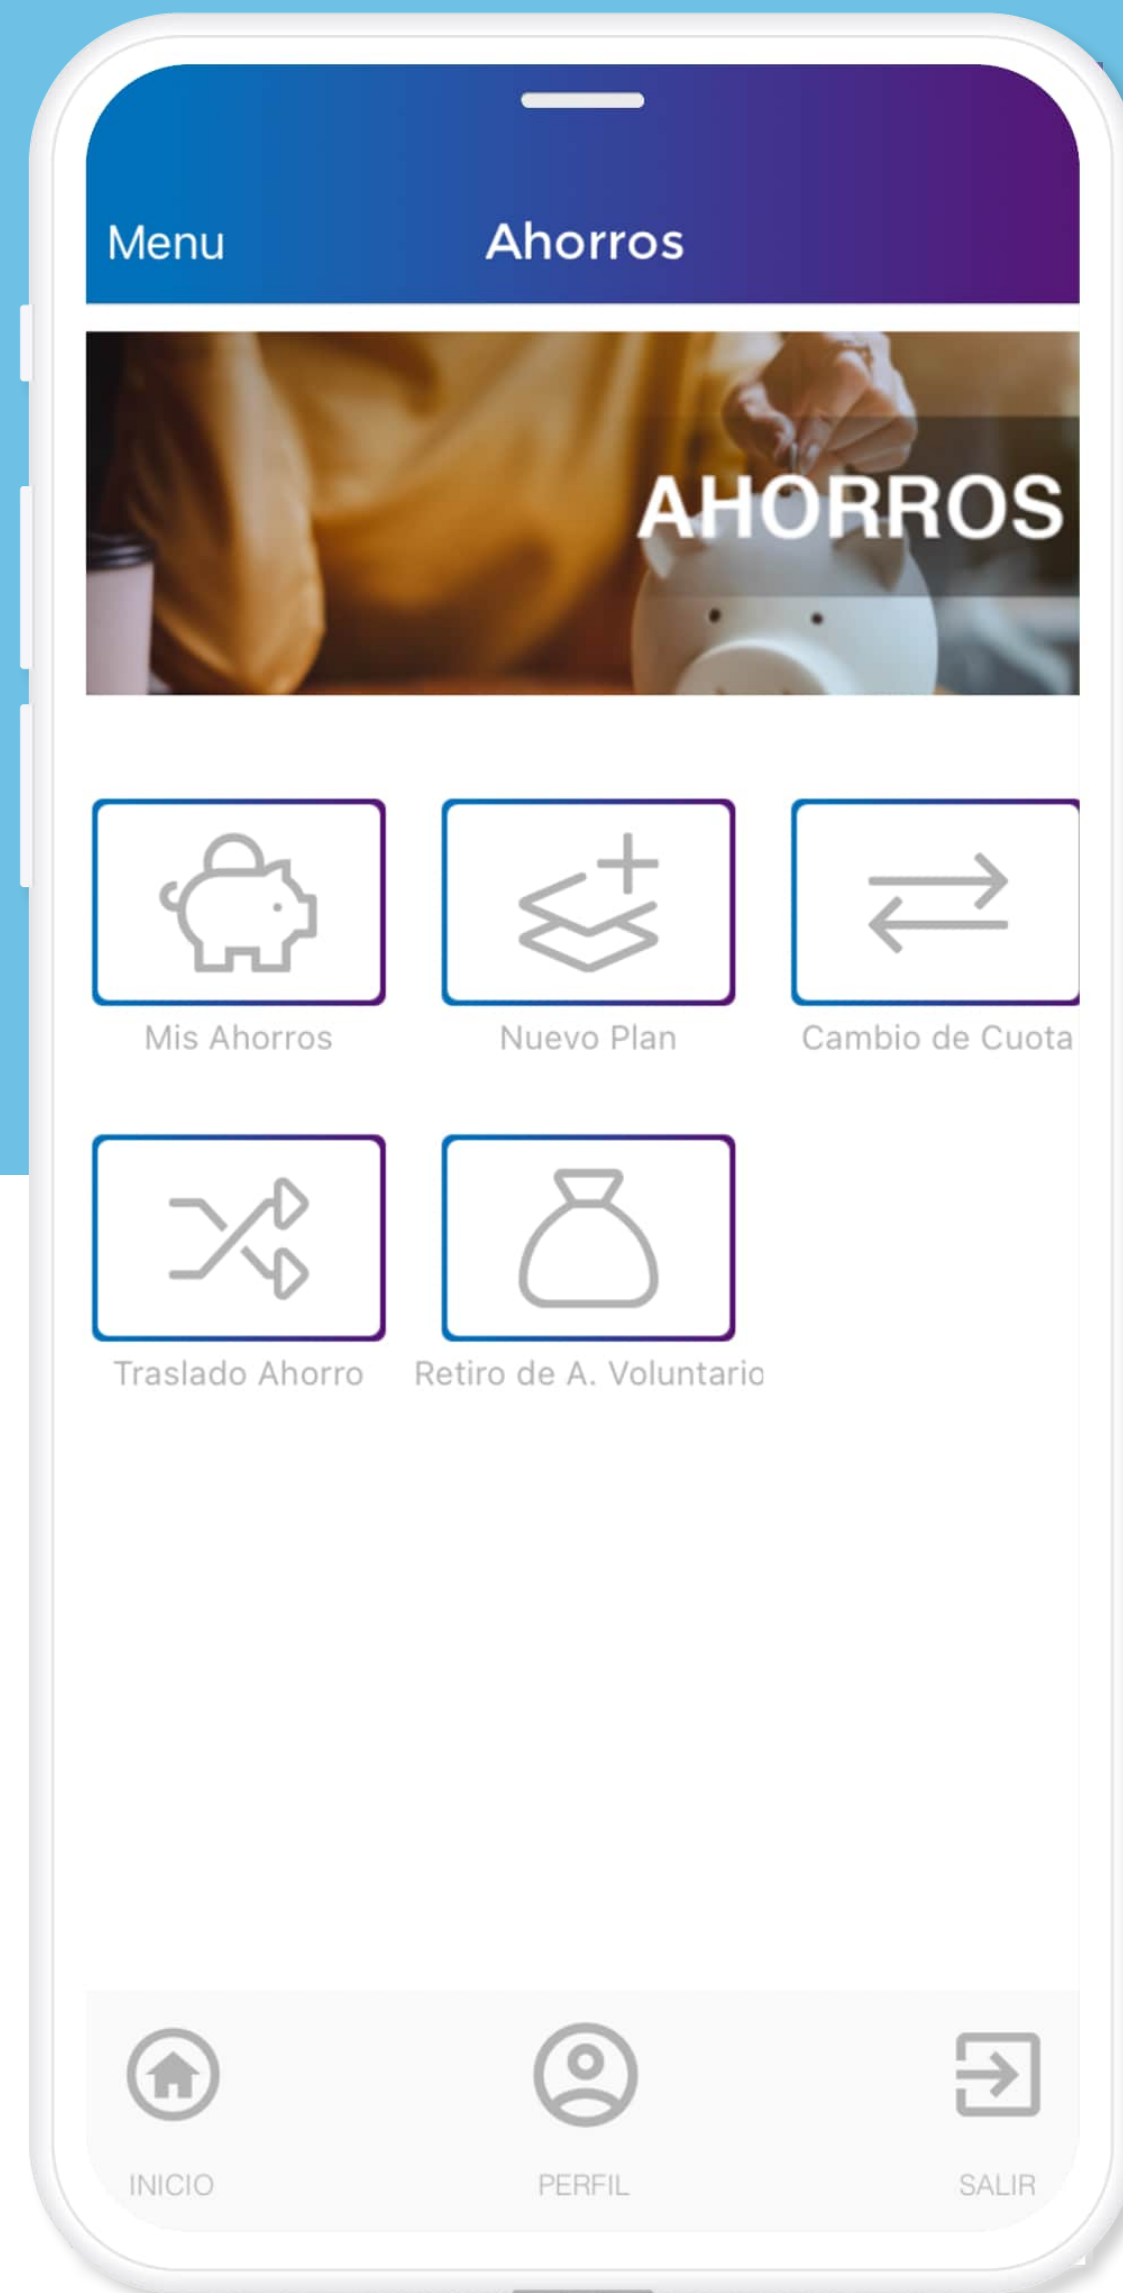 Menu
Ahorros
AHORROS
Mis Ahorros
Nuevo Plan
Cambio de Cuota
Traslado Ahorro
Retiro de A. Voluntario
INICIO
PERFIL
SALIR